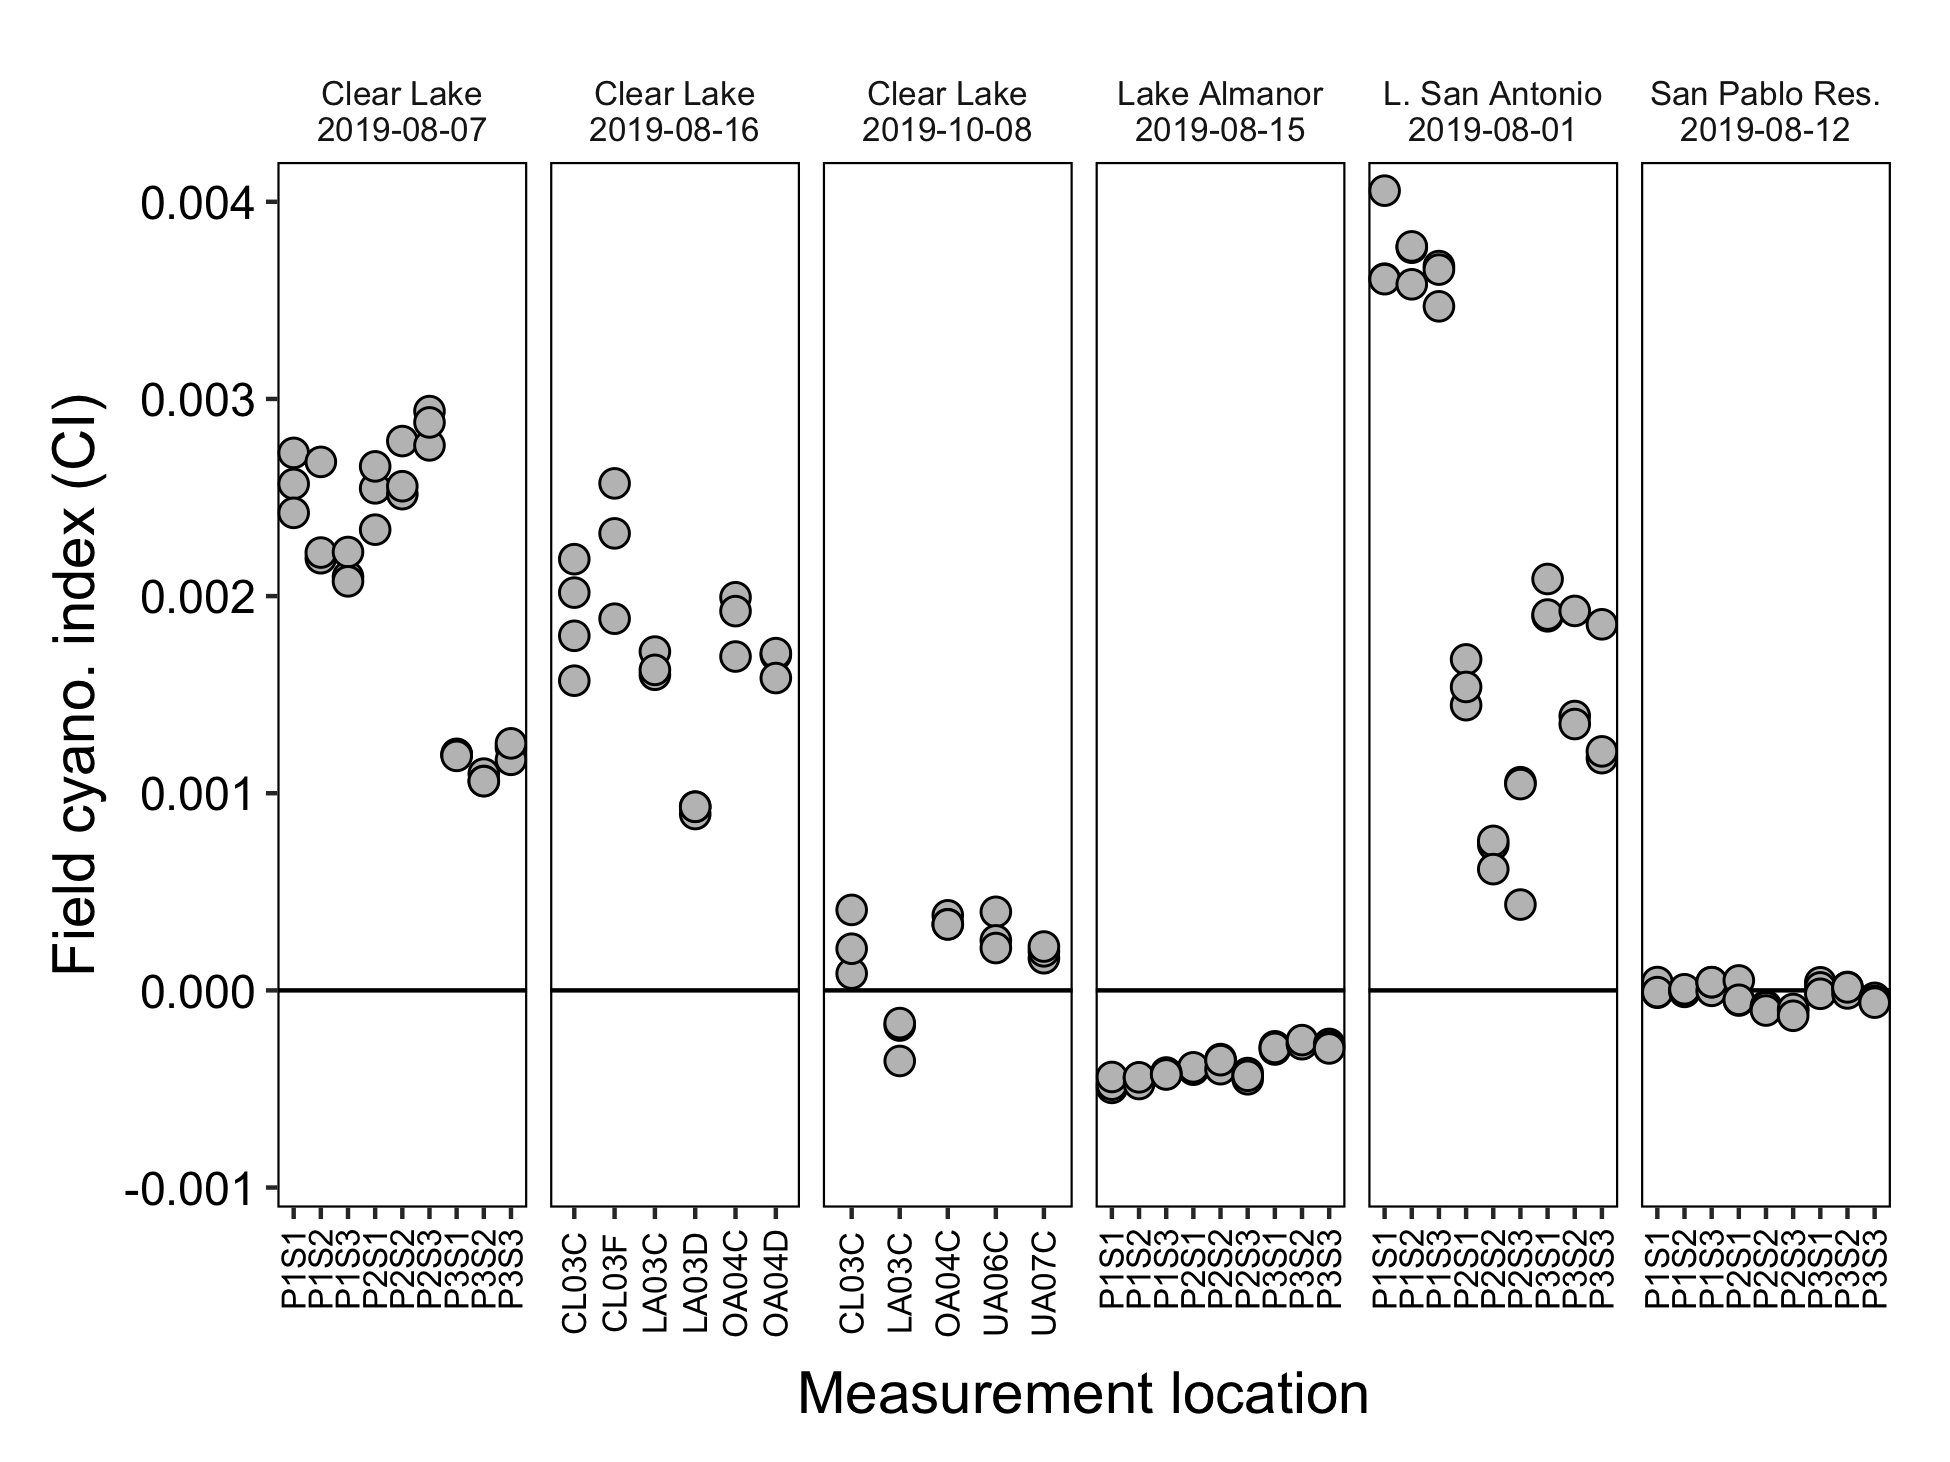 Clear Lake
2019-08-07
Clear Lake
2019-08-16
Clear Lake
2019-10-08
Lake Almanor
2019-08-15
L. San Antonio
2019-08-01
San Pablo Res.
2019-08-12
Field cyano. index (CI)
0.004
0.003
0.002
0.001
0.000
-0.001
P1S1
P1S2
P1S3
P2S1
P2S2
P2S3
P3S1
P3S2
P3S3
CL03C
CL03F
LA03C
LA03D
OA04C
OA04D
CL03C
LA03C
OA04C
UA06C
UA07C
P1S1
P1S2
P1S3
P2S1
P2S2
P2S3
P3S1
P3S2
P3S3
P1S1
P1S2
P1S3
P2S1
P2S2
P2S3
P3S1
P3S2
P3S3
P1S1
P1S2
P1S3
P2S1
P2S2
P2S3
P3S1
P3S2
P3S3
Measurement location